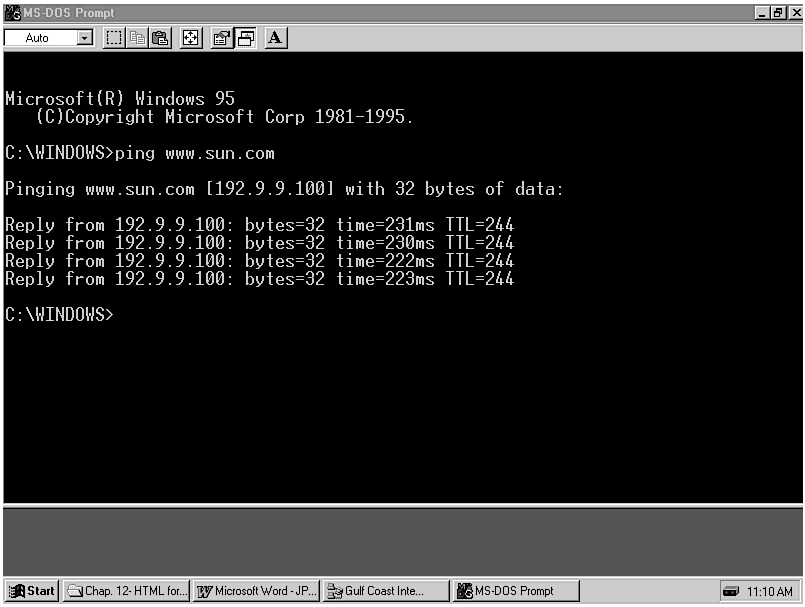 MS-DOS Prompt
Auto
A
Microsoft(R) Windows 95
(C)Copyright Microsoft Corp 1981-1995.
C:\WINDOWS>ping www.sun.com
Pinging www.sun.com [192.9.9.100] with 32 bytes of data:
Reply from 192.9.9.100: bytes=32 time=231ms TTL=244
Reply from 192.9.9.100: bytes=32 time=230ms TTL=244
Reply from 192.9.9.100: bytes=32 time=222ms TTL=244
Reply from 192.9.9.100: bytes=32 time=223ms TTL=244
C:\WINDOWS>
Start Chap. 12- HTML for... Microsoft Word - JP... Gulf Coast Inte... MS-DOS Prompt 11:10 AM